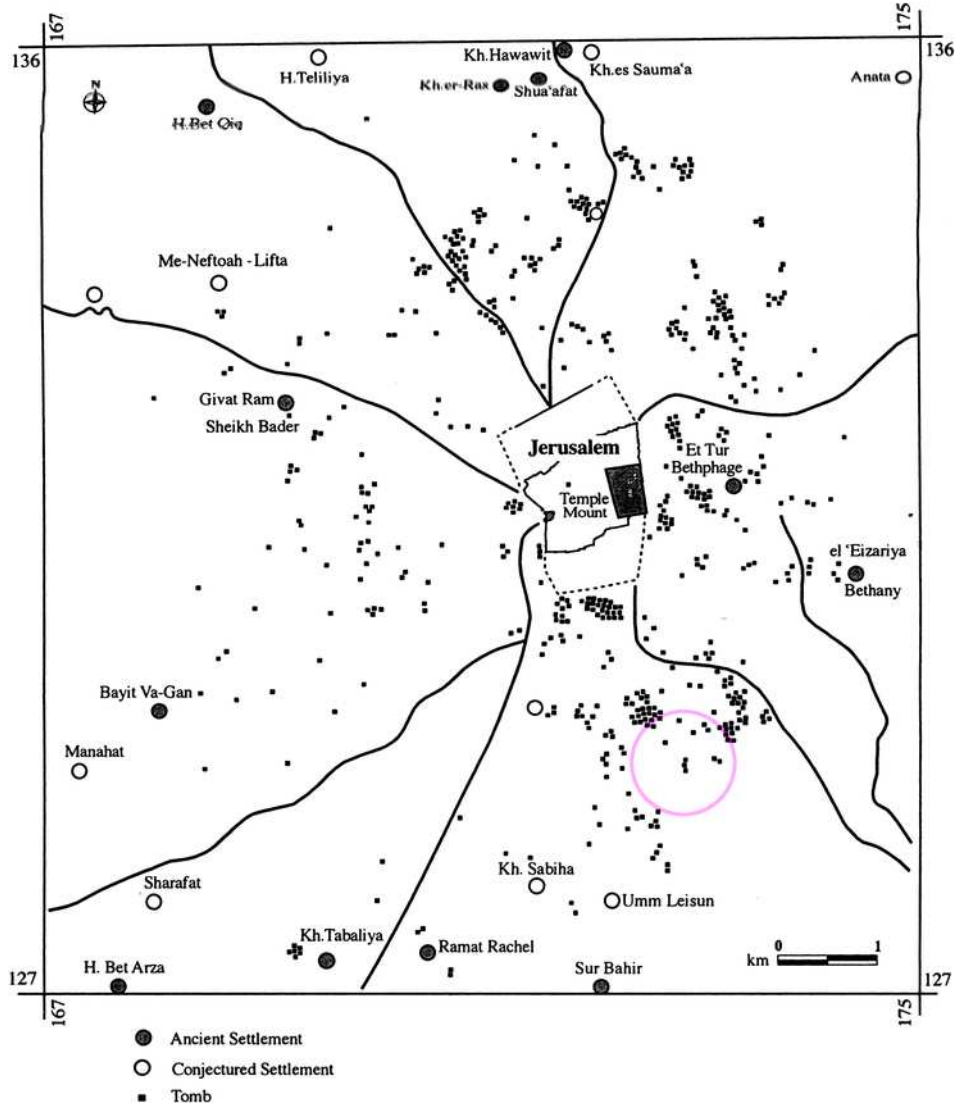 167
175
136
136
N
H.Teliliya
Kh.Hawawit
Kh.es Sauma'a
Kh.er-Ras
Shua'afat
Anata
H.Bet Qiq
Me-Neftoah - Lifta
Givat Ram
Sheikh Bader
Jerusalem
Et Tur
Bethphage
Temple
Mount
el 'Eizariya
Bethany
Bayit Va-Gan
Manahat
Sharafat
Kh. Sabiha
Umm Leisun
Kh.Tabaliya
Ramat Rachel
H. Bet Arza
Sur Bahir
0 1
km
127
127
167
175
Ancient Settlement
Conjectured Settlement
Tomb